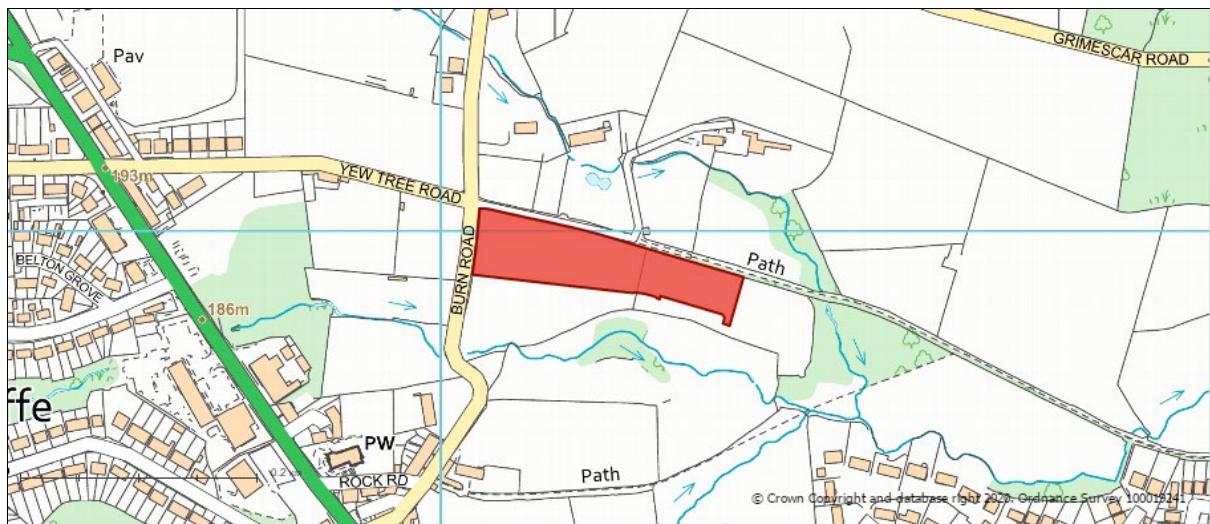 Pav
GRIMESCAR ROAD
193m
YEW TREE ROAD
BURN ROAD
BELTON GROVE
Path
186m
ffe
PW
ROCK RD
Path
© Crown Copyright and database right 2020. Ordnance Survey 100019241